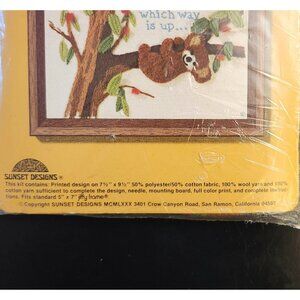 which way
is up...
SUNSET DESIGNS®
This kit contains: Printed design on 7½" x 9½" 50% polyester/50% cotton fabric, 100% wool yarn and 100%
cotton yarn sufficient to complete the design, needle, mounting board, full color print, and complete
tions. Fits standard 5" x 7" jiffy frame®.
© Copyright SUNSET DESIGNS MCMLXXX 3401 Crow Canyon Road, San Ramon, California 94583